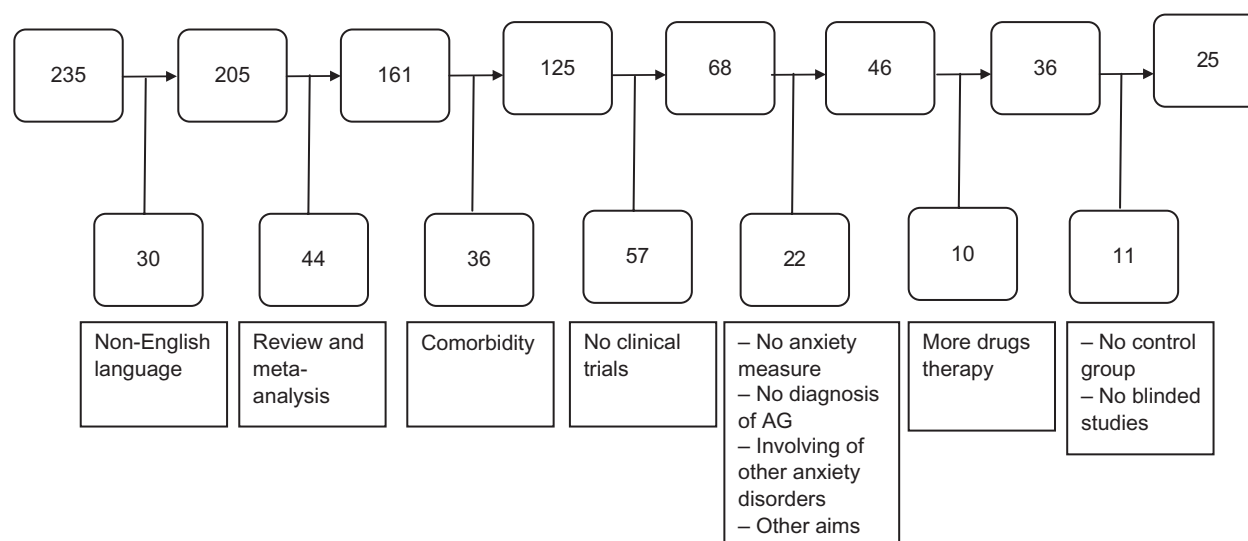 235
205
161
125
68
46
36
25
30
44
36
57
22
10
11
Non-English
language
Review and
meta-
analysis
Comorbidity
No clinical
trials
– No anxiety
measure
– No diagnosis
of AG
– Involving of
other anxiety
disorders
– Other aims
More drugs
therapy
– No control
group
– No blinded
studies